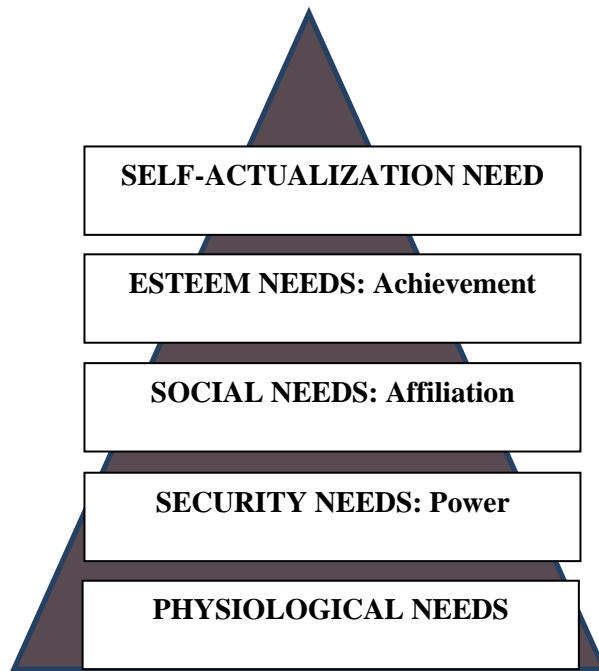 SELF-ACTUALIZATION NEED
ESTEEM NEEDS: Achievement
SOCIAL NEEDS: Affiliation
SECURITY NEEDS: Power
PHYSIOLOGICAL NEEDS